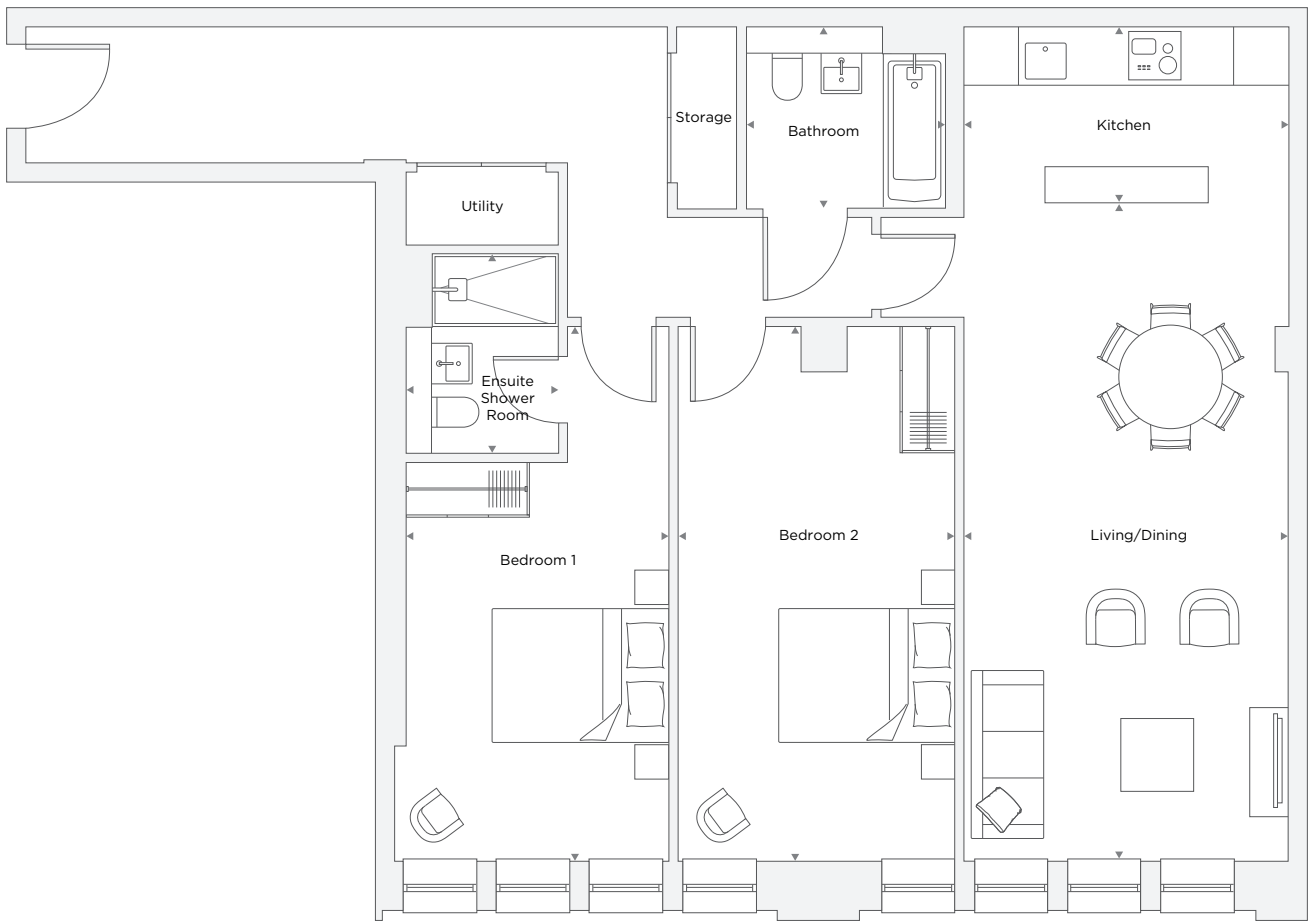 Storage
Bathroom
Kitchen
Utility
Ensuite
Shower
Room
Bedroom 1
Bedroom 2
Living/Dining